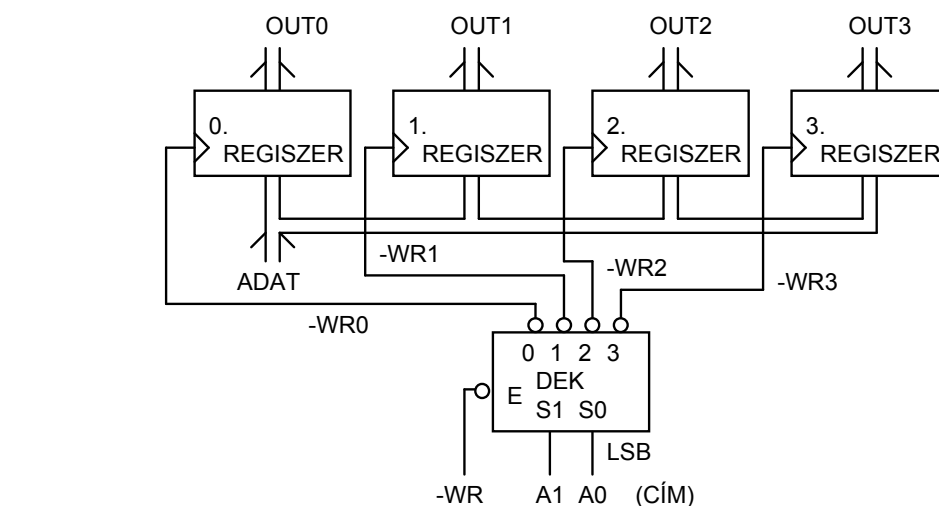 OUT0 OUT1 OUT2 OUT3
0. 1. 2. 3.
REGISZER REGISZER REGISZER REGISZER
-WR1
-WR2
ADAT
-WR3
-WR0
0 1 2 3
DEK
E
S1 S0
LSB
-WR A1 A0 (CÍM)